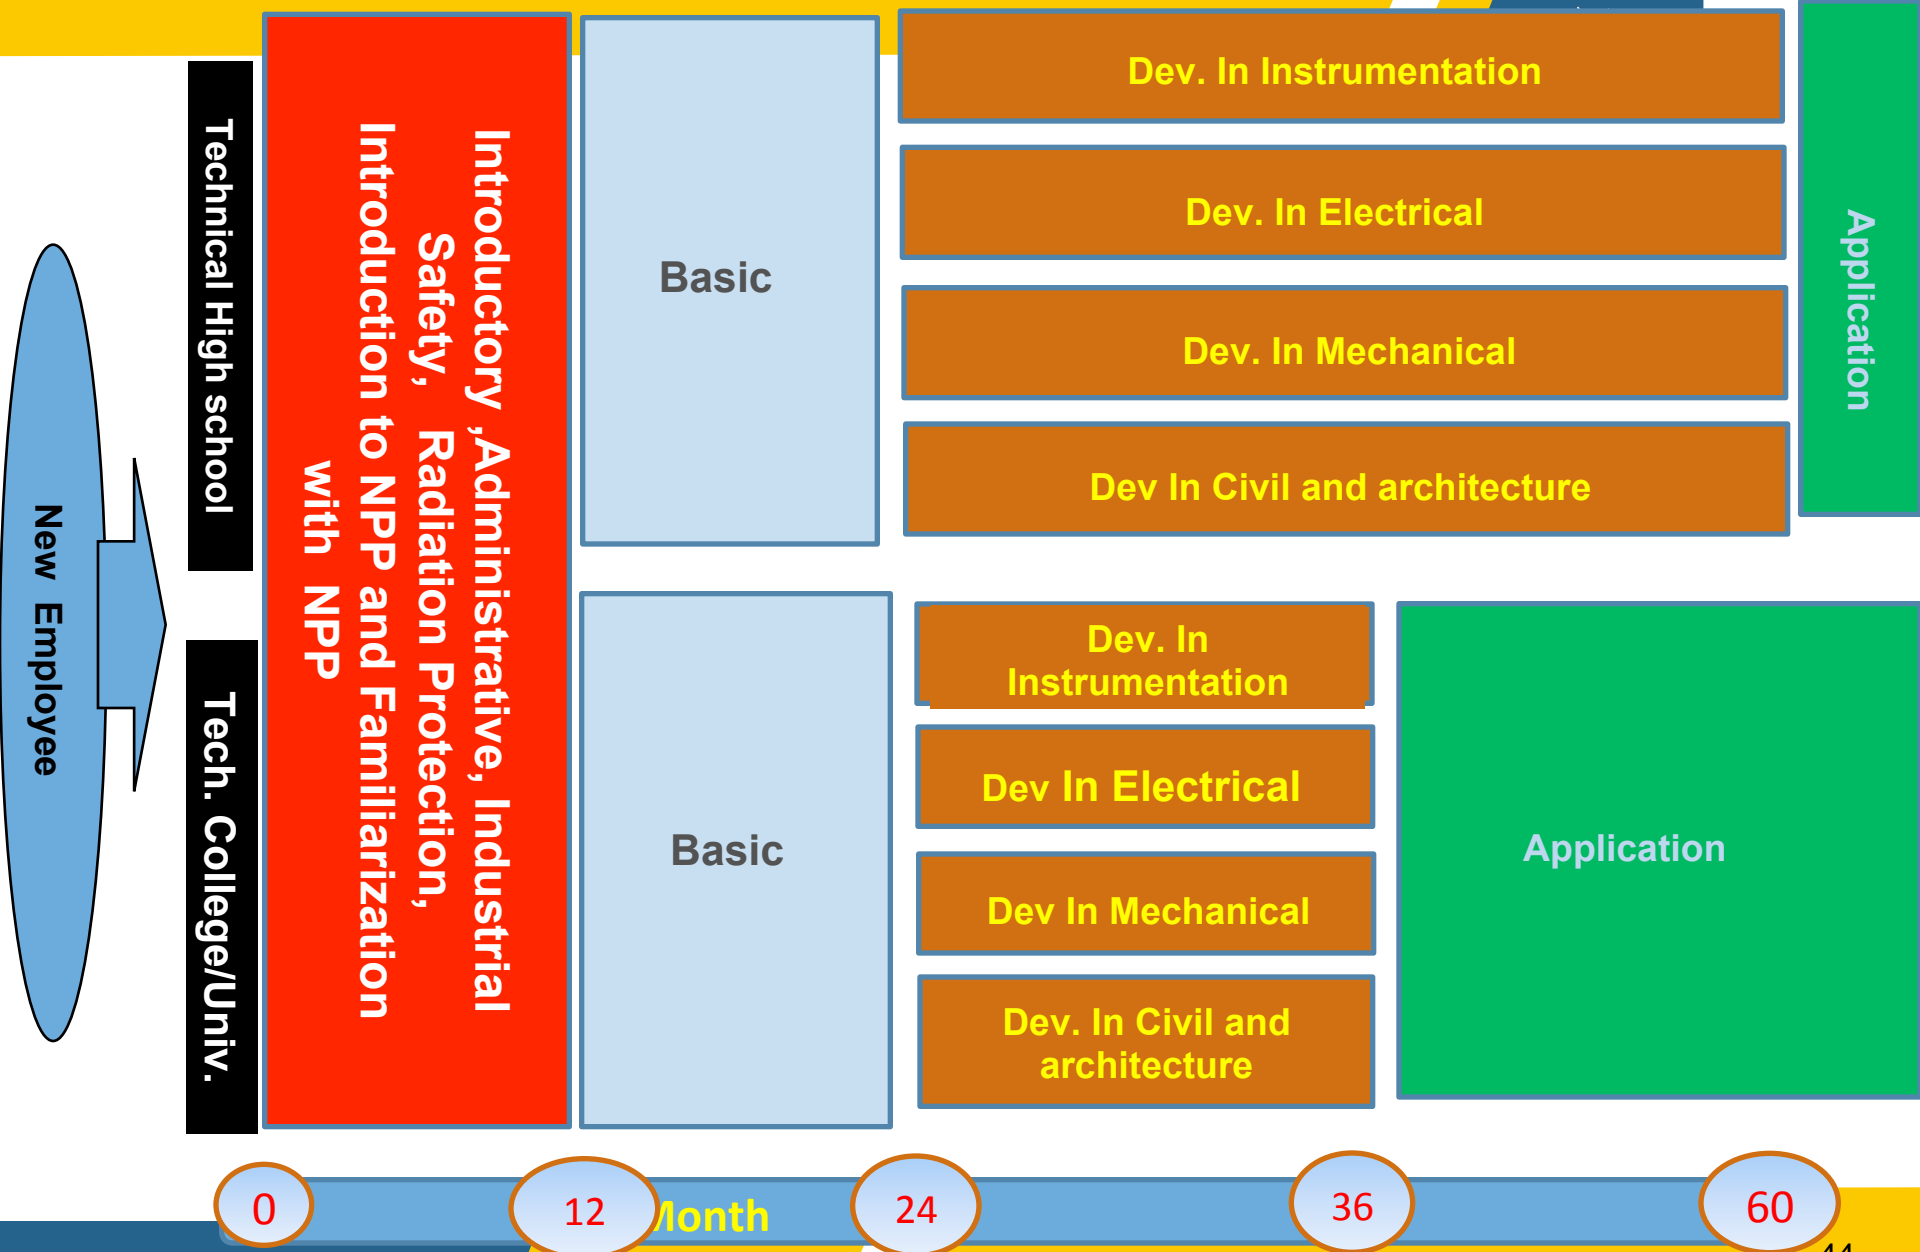 New Employee
Technical High school
Tech. College/Univ.
Introductory ,Administrative, Industrial
Safety, Radiation Protection,
Introduction to NPP and Familiarization
with NPP
Basic
Dev. In Instrumentation
Dev. In Electrical
Dev. In Mechanical
Dev In Civil and architecture
Application
Basic
Dev. In
Instrumentation
Dev In Electrical
Dev In Mechanical
Dev. In Civil and
architecture
Application
0
12
Month
24
36
60
44